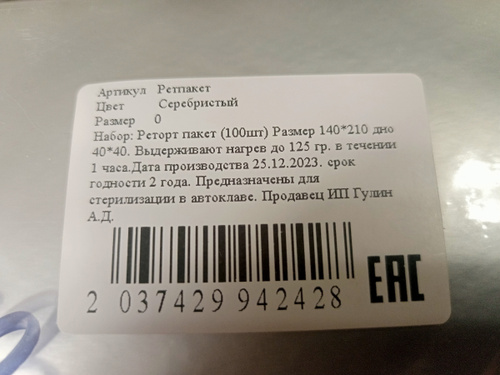 Артикул Ретпакет
Цвет Серебристый
Размер 0
Набор: Реторт пакет (100шт) Размер 140*210 дно
40*40. Выдерживают нагрев до 125 гр. в течении
1 часа.Дата производства 25.12.2023. срок
годности 2 года. Предназначены для
стерилизации в автоклаве. Продавец ИП Гулин
А.Д.
2 037429 942428
EAC